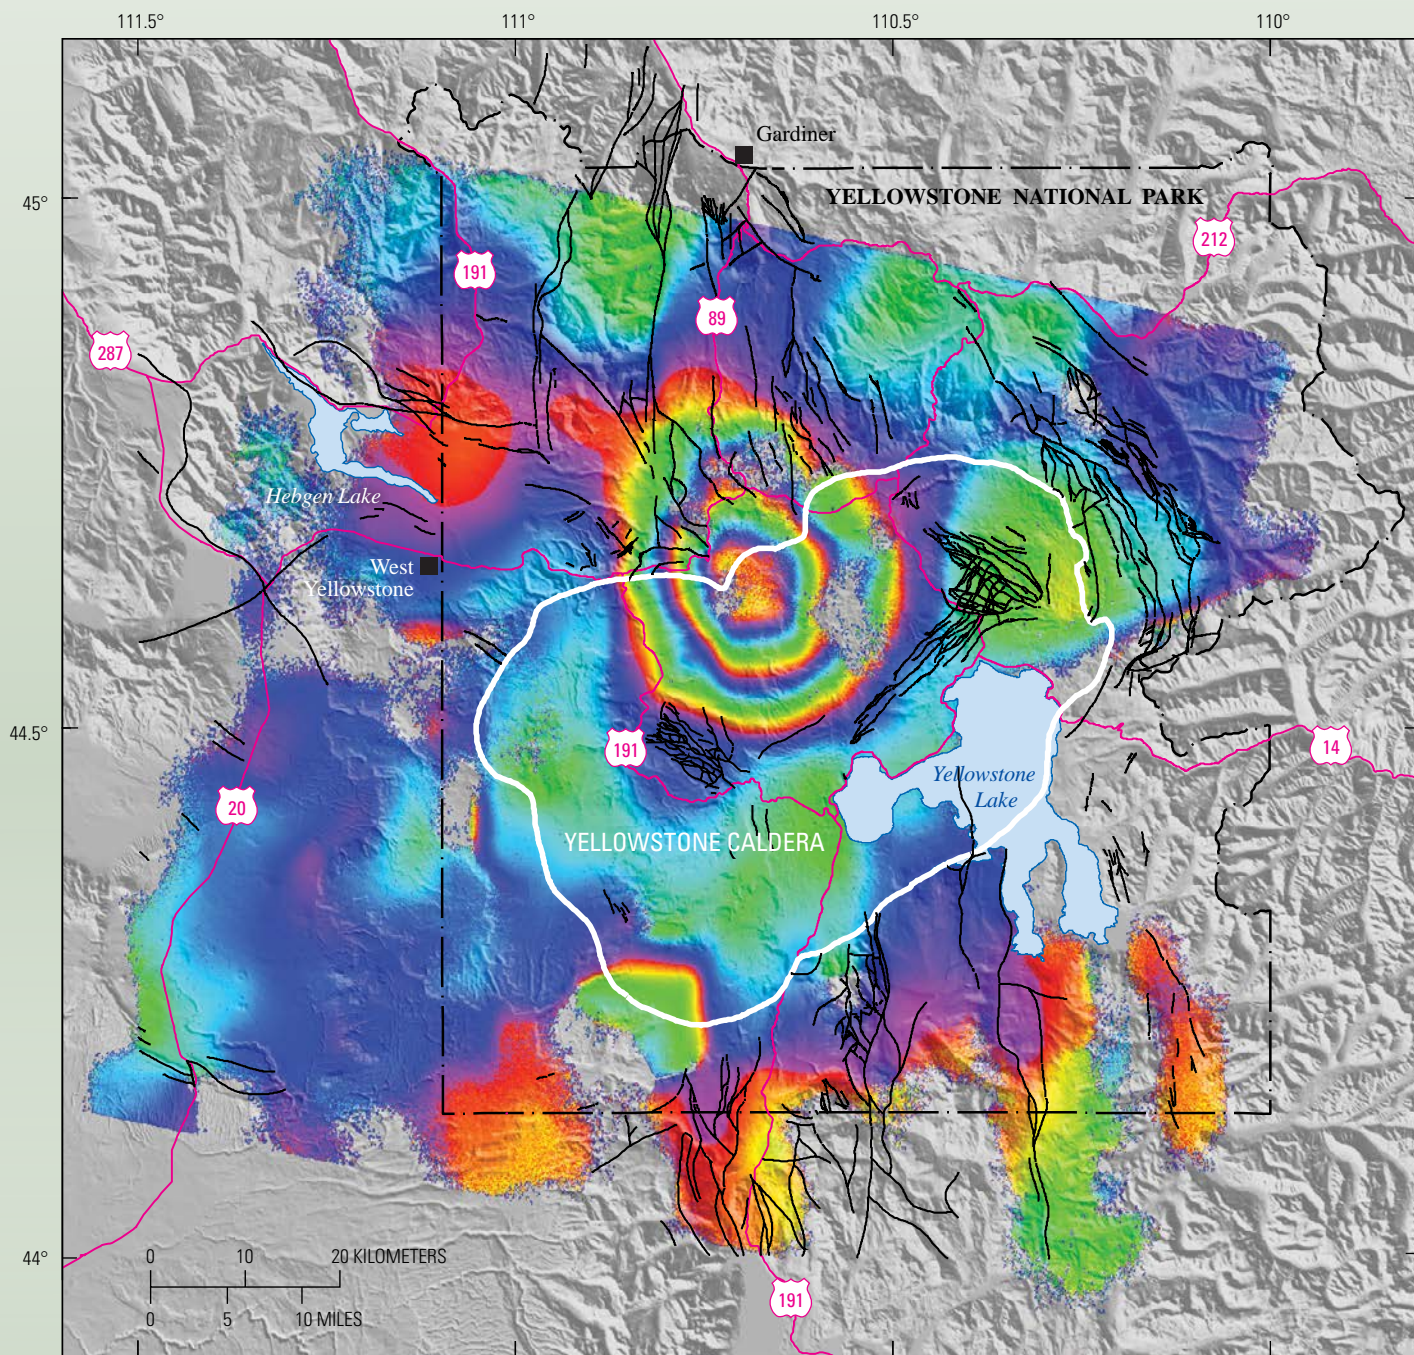 111.5° 111° 110.5° 110°
Gardiner
45°
YELLOWSTONE NATIONAL PARK
212
191
89
287
Hebgen Lake
West
Yellowstone
44.5°
191
14
Yellowstone
Lake
20
YELLOWSTONE CALDERA
44°
0 10 20 KILOMETERS
0 5 10 MILES
191